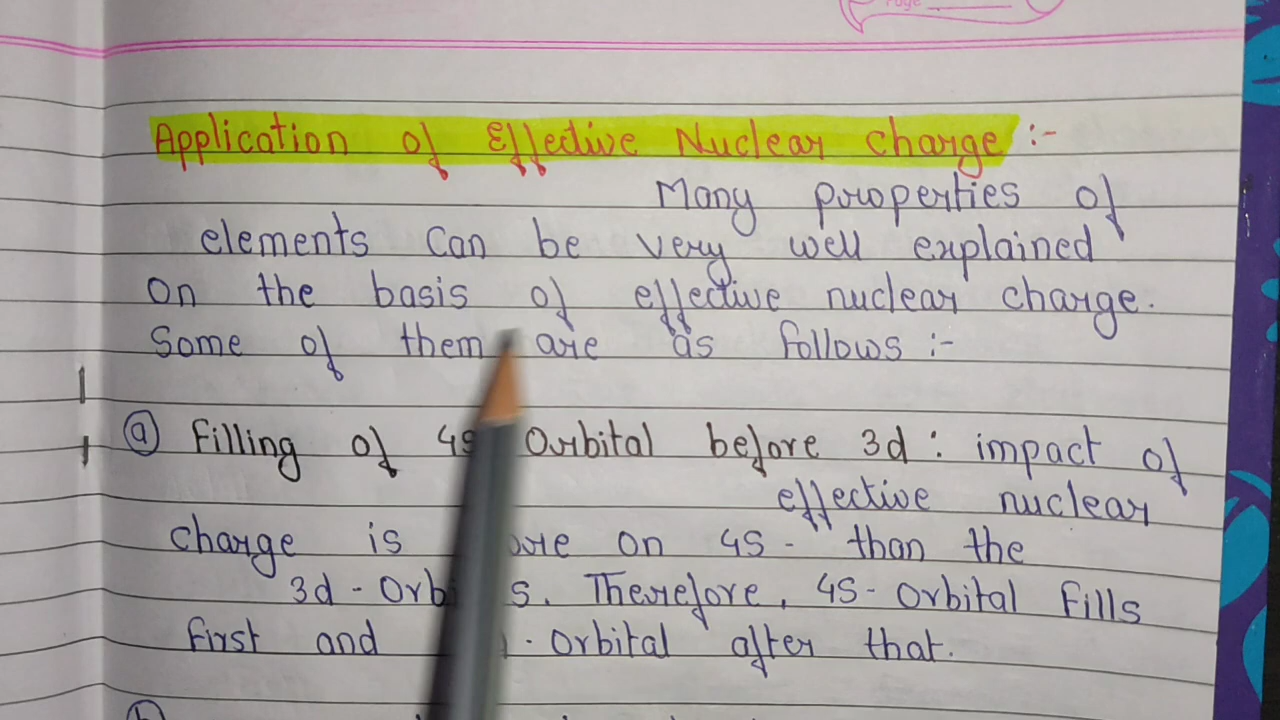 Page
Application of Effective Nuclear charge :-
Many properties of
elements can be very well explained
on the basis of effective nuclear charge.
Some of them are as follows :-
(a) Filling of 4s Orbital before 3d : impact of
effective nuclear
charge is on 4s - than the
3d - Orb s. Therefore, 4s - Orbital fills
first and . orbital after that.